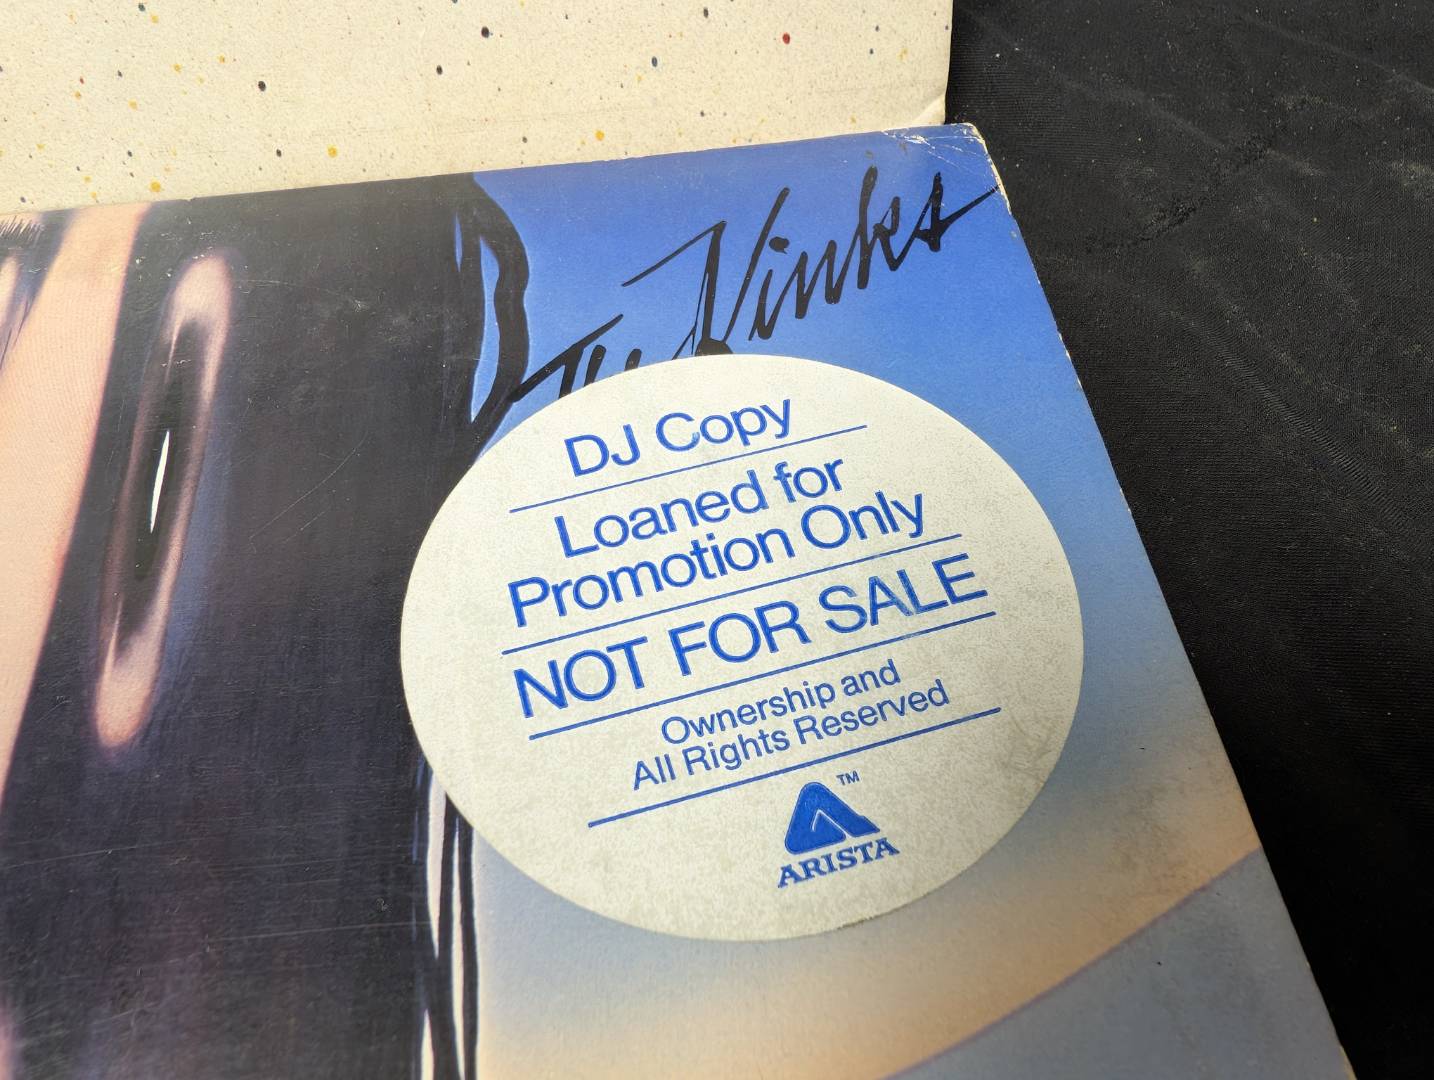 The Kinks
DJ Copy
Loaned for
Promotion Only
NOT FOR SALE
Ownership and
All Rights Reserved
TM
ARISTA